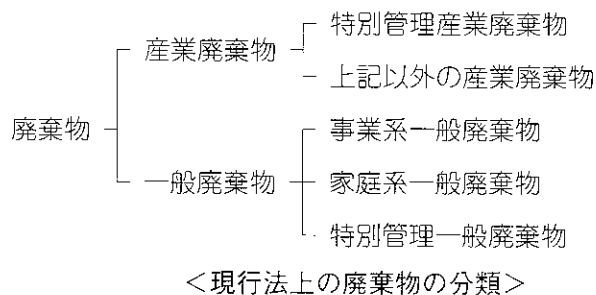 特別管理産業廃棄物
産業廃棄物
上記以外の産業廃棄物
廃棄物
事業系一般廃棄物
一般廃棄物
家庭系一般廃棄物
特別管理一般廃棄物
＜現行法上の廃棄物の分類＞